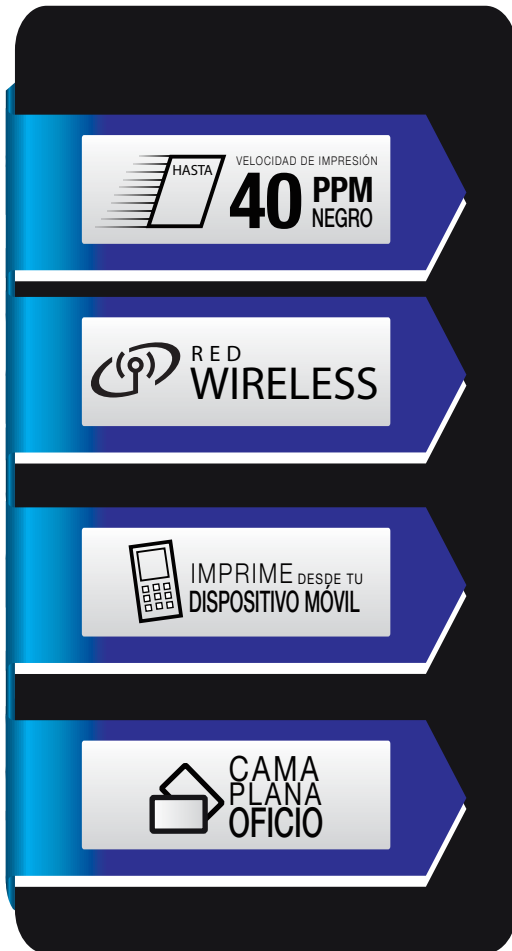 HASTA
VELOCIDAD DE IMPRESIÓN
40 PPM
NEGRO
RED
WIRELESS
IMPRIME DESDE TU
DISPOSITIVO MÓVIL
CAMA
PLANA
OFICIO